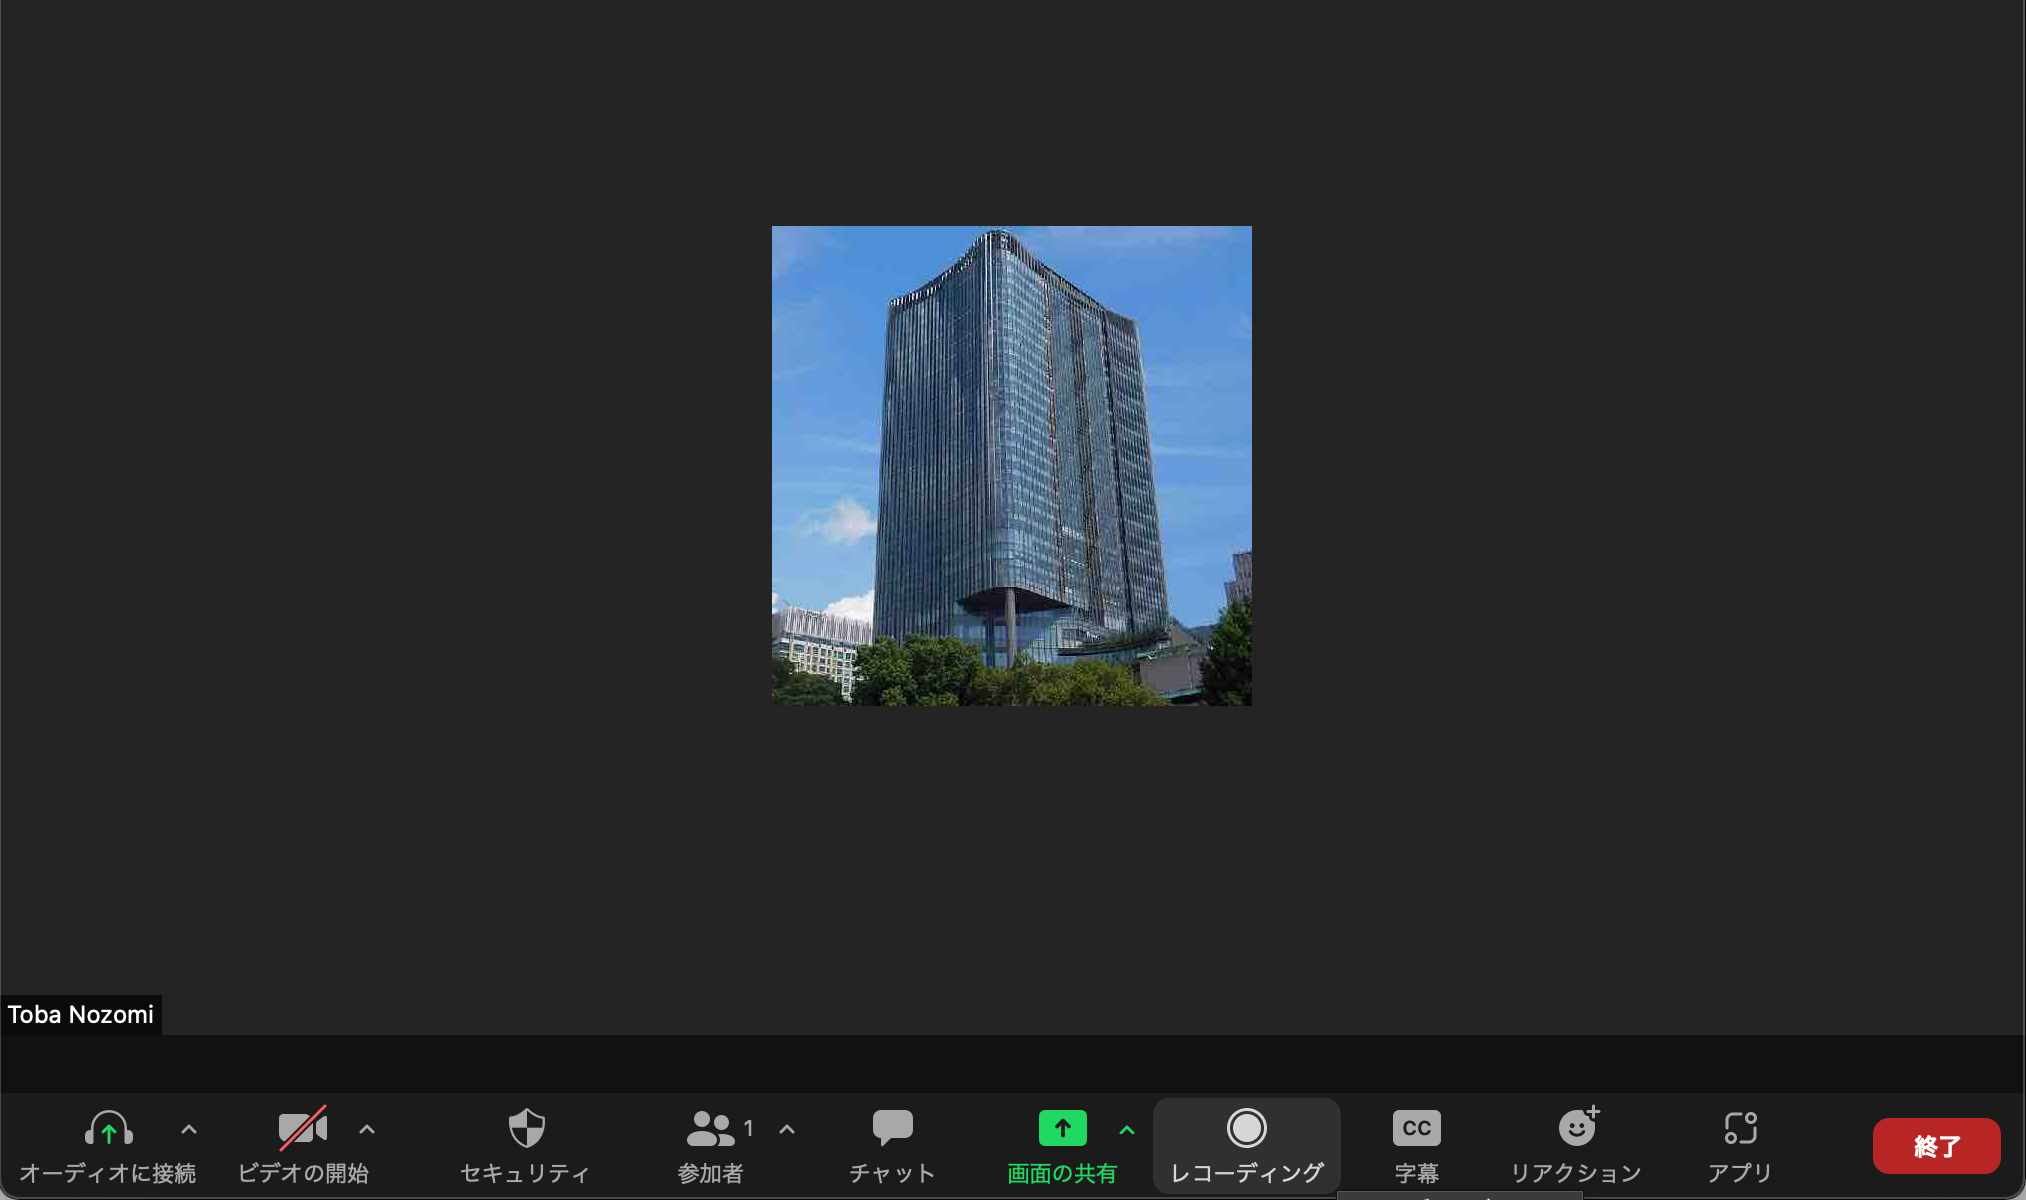 Toba Nozomi
オーディオに接続
ビデオの開始
セキュリティ
1
参加者
チャット
画面の共有
レコーディング
CC
字幕
リアクション
アプリ
終了